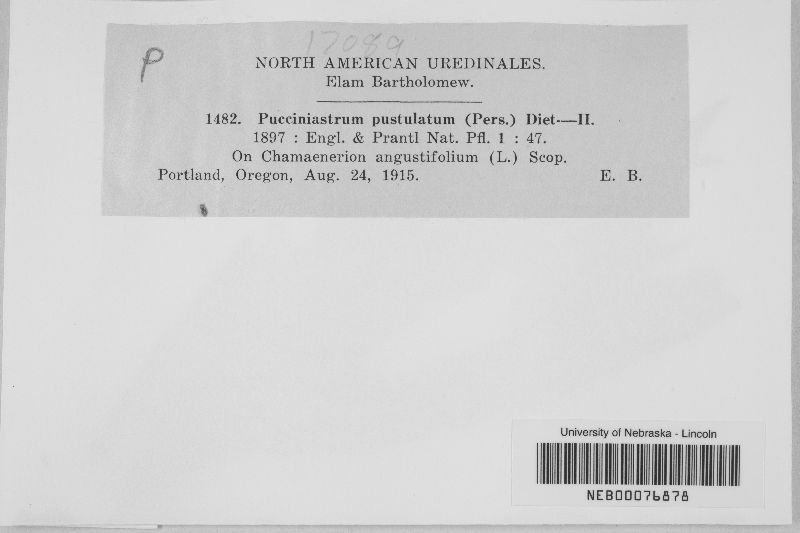 17089
P
NORTH AMERICAN UREDINALES.
Elam Bartholomew.
1482. Pucciniastrum pustulatum (Pers.) Diet.—II.
1897 : Engl. & Prantl Nat. Pfl. 1 : 47.
On Chamaenerion angustifolium (L.) Scop.
Portland, Oregon, Aug. 24, 1915. E. B.
University of Nebraska - Lincoln
NEB00076878